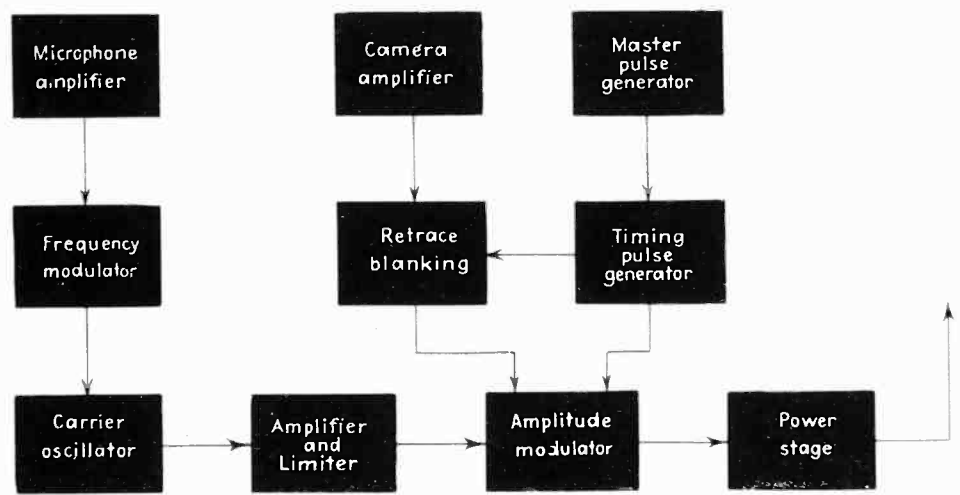 Microphone
amplifier
Camera
amplifier
Master
pulse
generator
Frequency
modulator
Retrace
blanking
Timing
pulse
generator
Carrier
oscillator
Amplifier
and
Limiter
Amplitude
modulator
Power
stage